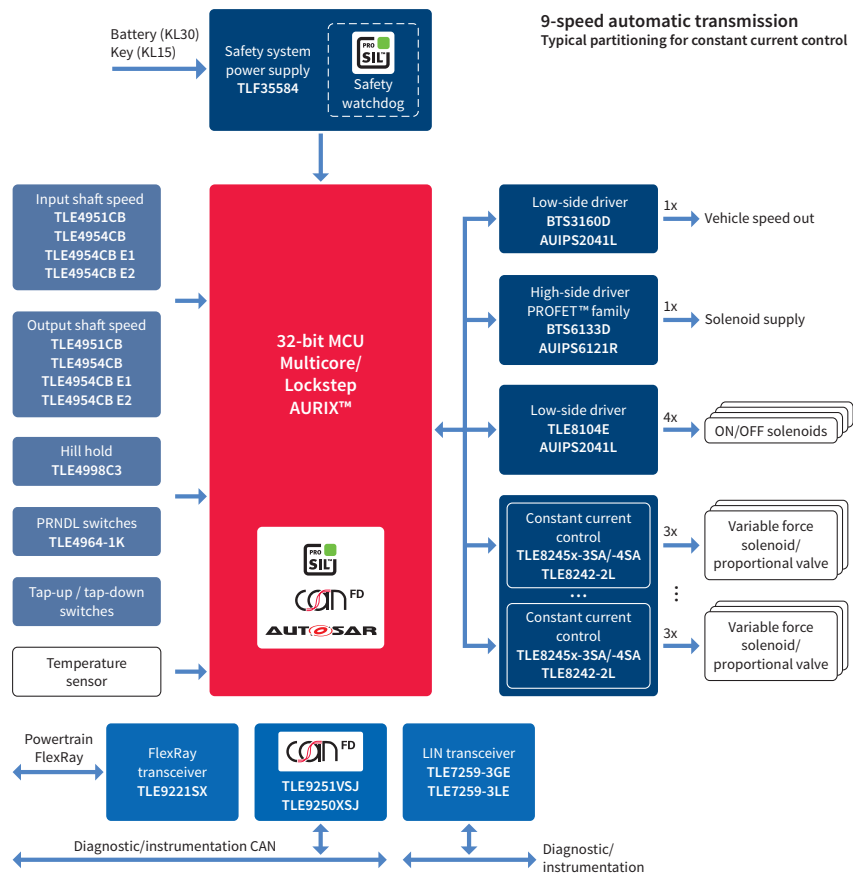 9-speed automatic transmission
Typical partitioning for constant current control
Battery (KL30)
Key (KL15)
Safety system
power supply
TLF35584
PRO
SIL™
Safety
watchdog
Input shaft speed
TLE4951CB
TLE4954CB
TLE4954CB E1
TLE4954CB E2
Output shaft speed
TLE4951CB
TLE4954CB
TLE4954CB E1
TLE4954CB E2
Hill hold
TLE4998C3
PRNDL switches
TLE4964-1K
Tap-up / tap-down
switches
Temperature
sensor
32-bit MCU
Multicore/
Lockstep
AURIX™
PRO
SIL™
CAN FD
AUTOSAR
Low-side driver
BTS3160D
AUIPS2041L
1x
Vehicle speed out
High-side driver
PROFET™ family
BTS6133D
AUIPS6121R
1x
Solenoid supply
Low-side driver
TLE8104E
AUIPS2041L
4x
ON/OFF solenoids
Constant current
control
TLE8245x-3SA/-4SA
TLE8242-2L
3x
Variable force
solenoid/
proportional valve
...
Constant current
control
TLE8245x-3SA/-4SA
TLE8242-2L
3x
Variable force
solenoid/
proportional valve
Powertrain
FlexRay
FlexRay
transceiver
TLE9221SX
CAN FD
TLE9251VSJ
TLE9250XSJ
LIN transceiver
TLE7259-3GE
TLE7259-3LE
Diagnostic/instrumentation CAN
Diagnostic/
instrumentation